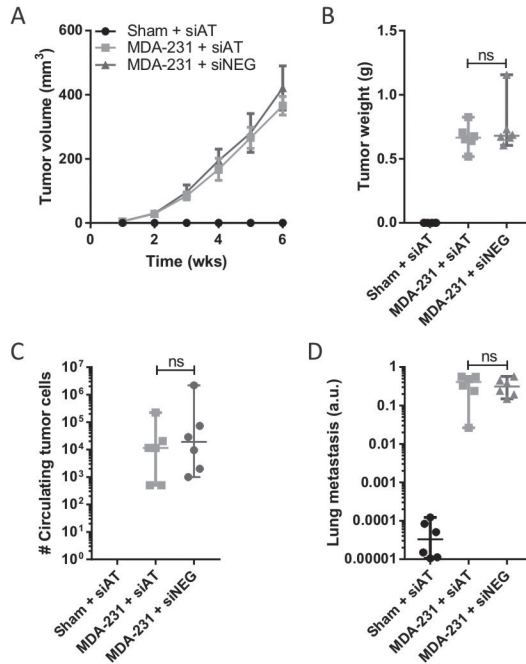 A
Sham + siAT
MDA-231 + siAT
MDA-231 + siNEG
Tumor volume (mm³)
600
400
200
0
0 2 4 6
Time (wks)
B
ns
Tumor weight (g)
1.5
1.0
0.5
0.0
Sham + siAT
MDA-231 + siAT
MDA-231 + siNEG
C
ns
# Circulating tumor cells
10⁷
10⁶
10⁵
10⁴
10³
10²
10¹
10⁰
Sham + siAT
MDA-231 + siAT
MDA-231 + siNEG
D
ns
Lung metastasis (a.u.)
1
0.1
0.01
0.0001
0.00001
Sham + siAT
MDA-231 + siAT
MDA-231 + siNEG